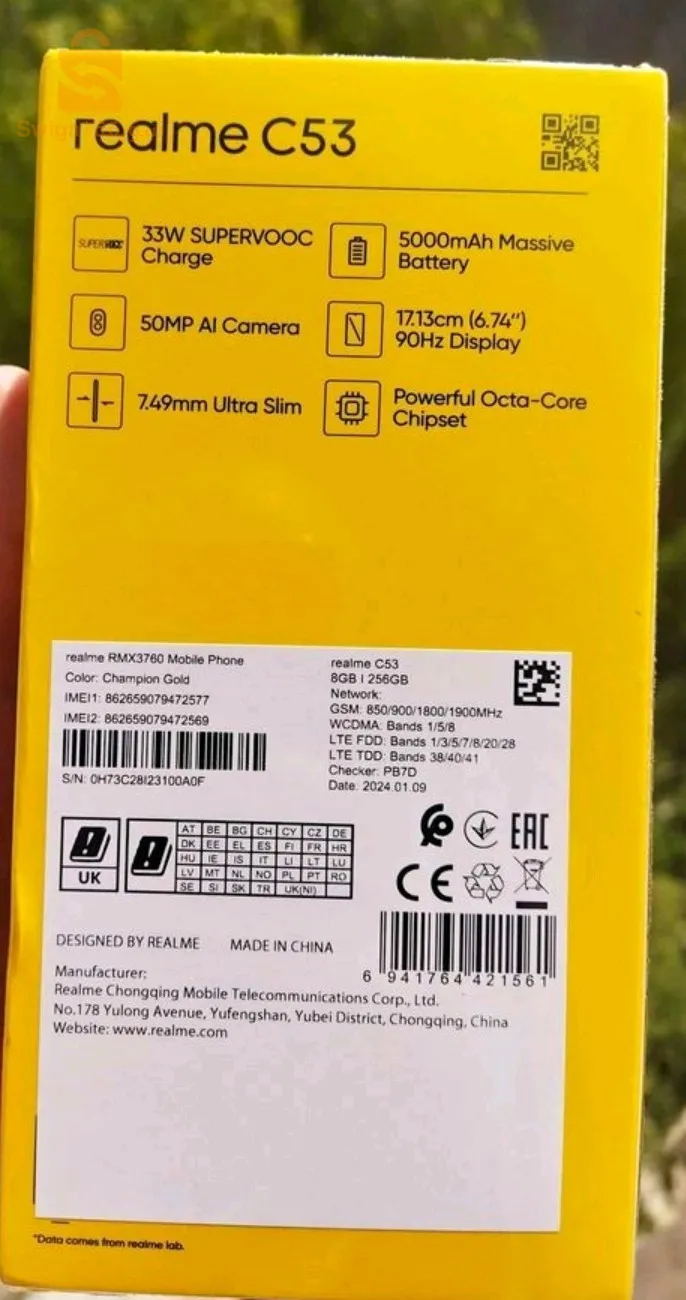 realme C53
SUPERVOOC
33W SUPERVOOC
Charge
5000mAh Massive
Battery
50MP AI Camera
17.13cm (6.74'')
90Hz Display
7.49mm Ultra Slim
Powerful Octa-Core
Chipset
realme RMX3760 Mobile Phone
Color: Champion Gold
IMEI1: 862659079472577
IMEI2: 862659079472569
S/N: 0H73C28I23100A0F
realme C53
8GB I 256GB
Network:
GSM: 850/900/1800/1900MHz
WCDMA: Bands 1/5/8
LTE FDD: Bands 1/3/5/7/8/20/28
LTE TDD: Bands 38/40/41
Checker: PB7D
Date: 2024.01.09
UK
AT BE BG CH CY CZ DE
DK EE EL ES FI FR HR
HU IE IS IT LI LT LU
LV MT NL NO PL PT RO
SE SI SK TR UK(NI)
EAC
CE
6 941764 421561
DESIGNED BY REALME MADE IN CHINA
Manufacturer:
Realme Chongqing Mobile Telecommunications Corp., Ltd.
No.178 Yulong Avenue, Yufengshan, Yubei District, Chongqing, China
Website: www.realme.com
*Data comes from realme lab.